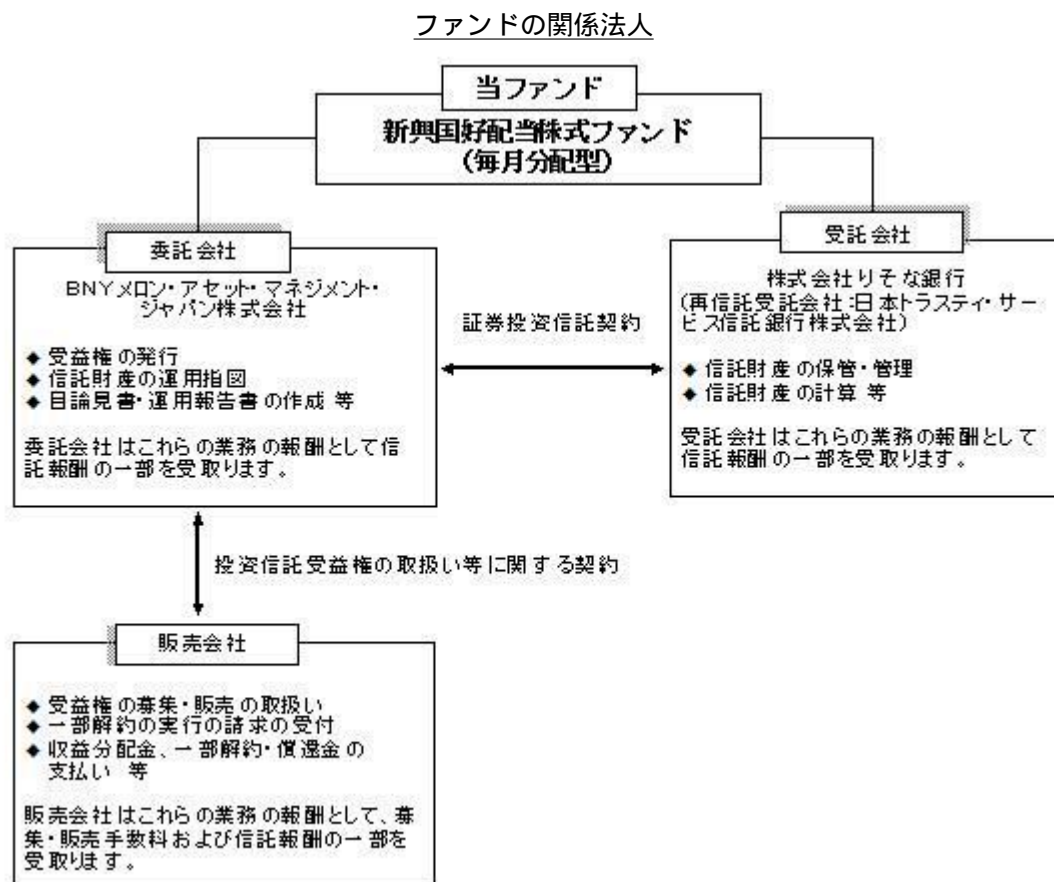 ファンドの関係法人
当ファンド
新興国好配当株式ファンド
(毎月分配型)
委託会社
BNYメロン・アセット・マネジメント・
ジャパン株式会社
◆ 受益権の発行
◆ 信託財産の運用指図
◆ 目論見書・運用報告書の作成 等
委託会社はこれらの業務の報酬として信
託報酬の一部を受取ります。
証券投資信託契約
受託会社
株式会社りそな銀行
(再信託受託会社:日本トラスティ・サー
ビス信託銀行株式会社)
◆ 信託財産の保管・管理
◆ 信託財産の計算 等
受託会社はこれらの業務の報酬として
信託報酬の一部を受取ります。
投資信託受益権の取扱い等に関する契約
販売会社
◆ 受益権の募集・販売の取扱い
◆ 一部解約の実行の請求の受付
◆ 収益分配金、一部解約・償還金の
支払い 等
販売会社はこれらの業務の報酬として、募
集・販売手数料および信託報酬の一部を
受取ります。